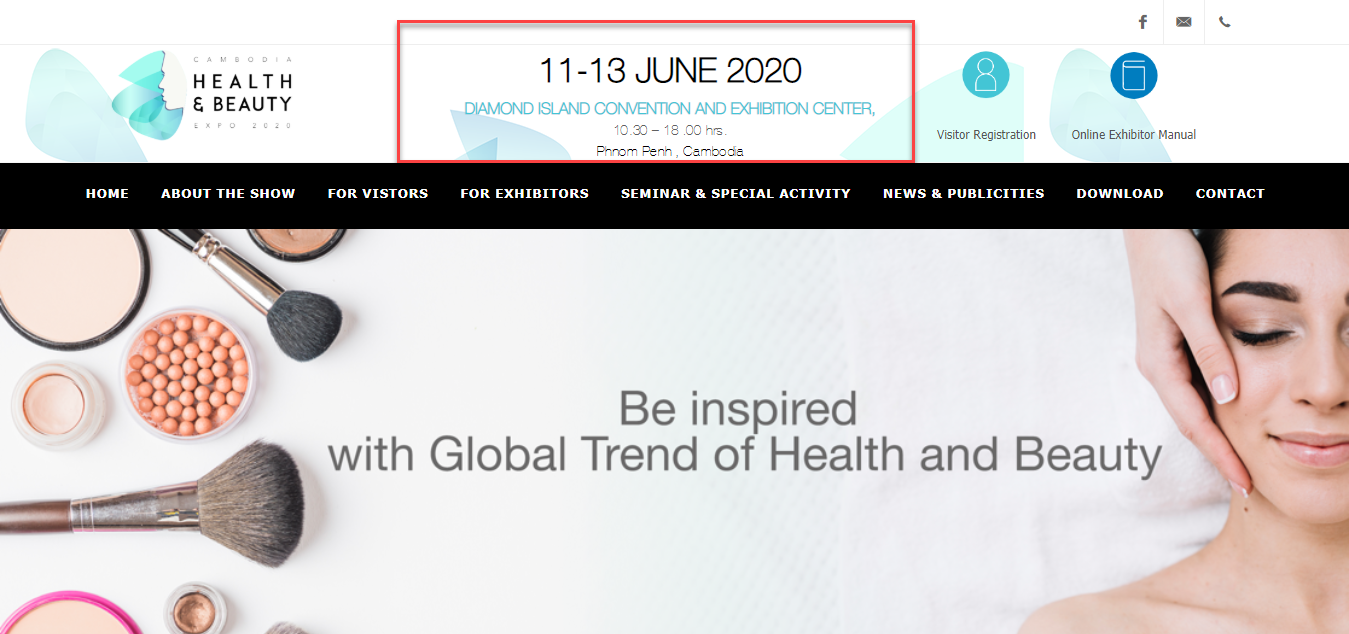 CAMBODIA
HEALTH
& BEAUTY
EXPO 2020
11-13 JUNE 2020
DIAMOND ISLAND CONVENTION AND EXHIBITION CENTER,
10.30 – 18 .00 hrs.
Phnom Penh , Cambodia
Visitor Registration
Online Exhibitor Manual
HOME ABOUT THE SHOW FOR VISTORS FOR EXHIBITORS SEMINAR & SPECIAL ACTIVITY NEWS & PUBLICITIES DOWNLOAD CONTACT
Be inspired
with Global Trend of Health and Beauty